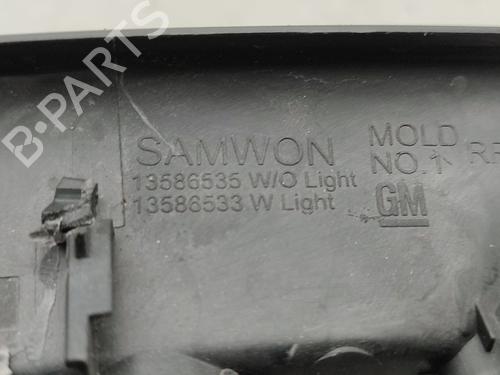 B-PARTS
SAMWON
13586535 W/O Light
13586533 W Light
MOLD
NO.1
GM